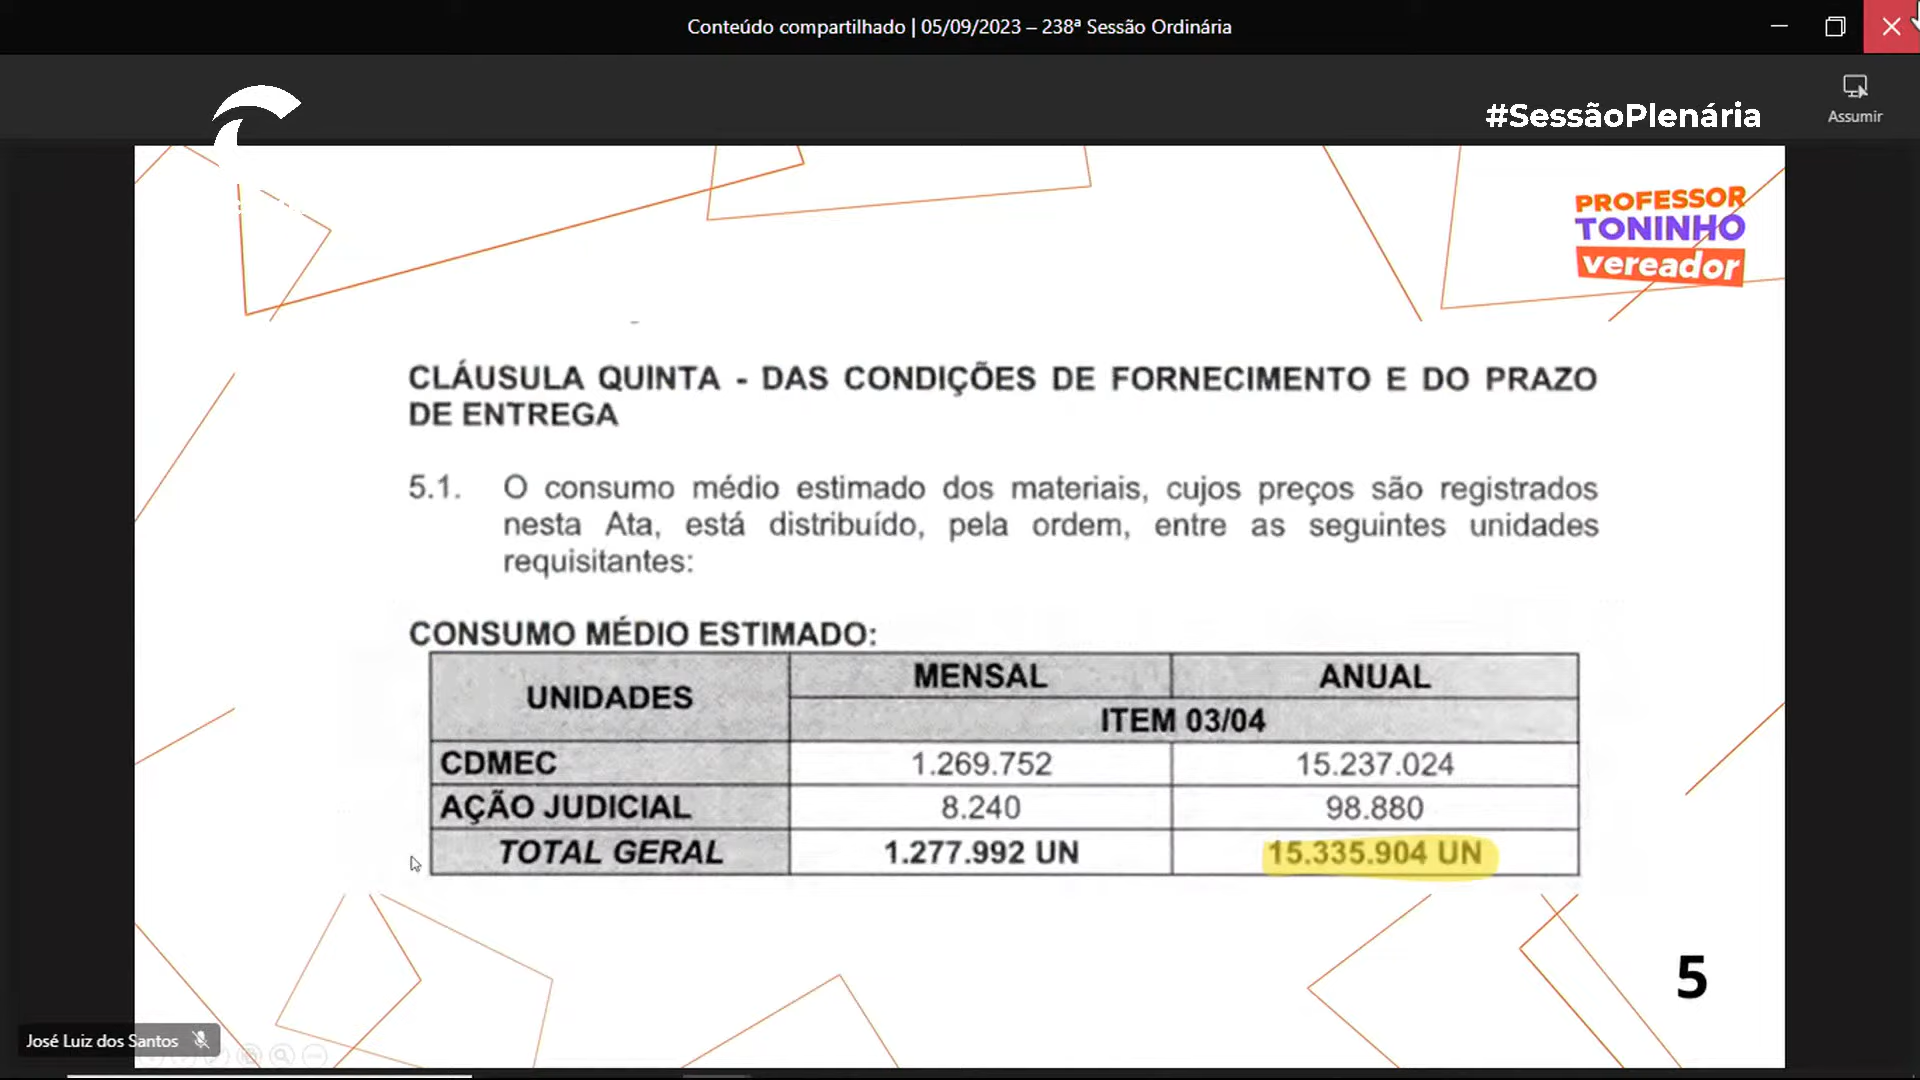 Conteúdo compartilhado | 05/09/2023 – 238ª Sessão Ordinária
#SessãoPlenária
Assumir
PROFESSOR
TONINHO
vereador
CLÁUSULA QUINTA - DAS CONDIÇÕES DE FORNECIMENTO E DO PRAZO
DE ENTREGA
5.1. O consumo médio estimado dos materiais, cujos preços são registrados
nesta Ata, está distribuído, pela ordem, entre as seguintes unidades
requisitantes:
CONSUMO MÉDIO ESTIMADO:
UNIDADES MENSAL ANUAL
ITEM 03/04
CDMEC 1.269.752 15.237.024
AÇÃO JUDICIAL 8.240 98.880
TOTAL GERAL 1.277.992 UN 15.335.904 UN
5
José Luiz dos Santos